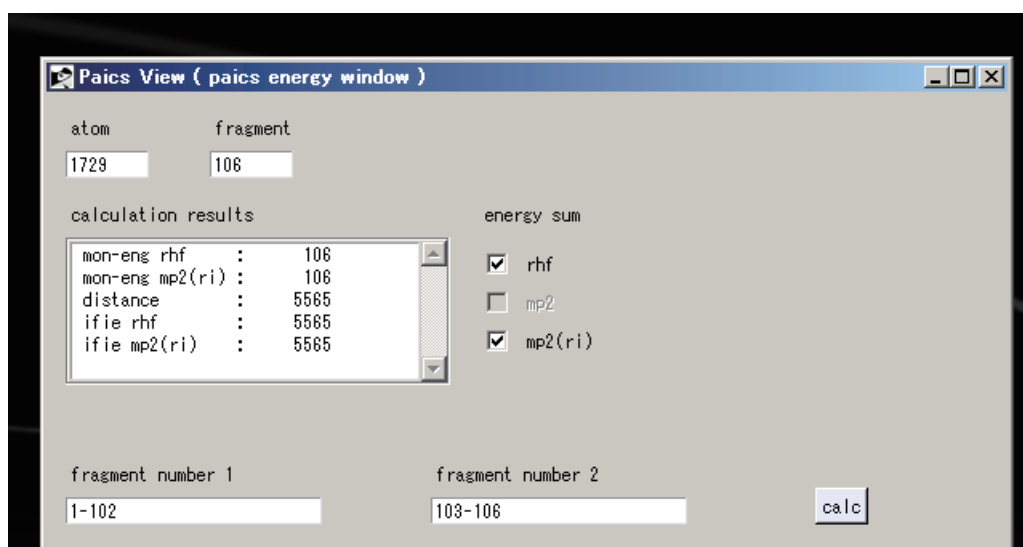 Paics View ( paics energy window )
atom fragment
1729 106
calculation results energy sum
mon-eng rhf : 106
mon-eng mp2(ri) : 106
distance : 5565
ifie rhf : 5565
ifie mp2(ri) : 5565
rhf
mp2
mp2(ri)
fragment number 1 fragment number 2
1-102 103-106 calc